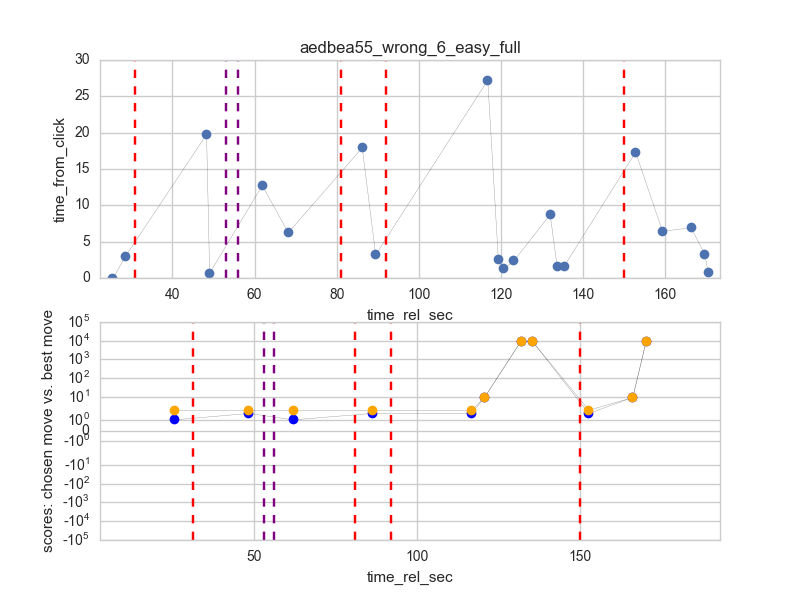 aedbea55_wrong_6_easy_full
time_from_click
30
25
20
15
10
5
0
40 60 80 100 120 140 160
time_rel_sec
scores: chosen move vs. best move
10^5
10^4
10^3
10^2
10^1
10^0
0
-10^0
-10^1
-10^2
-10^3
-10^4
-10^5
50 100 150
time_rel_sec